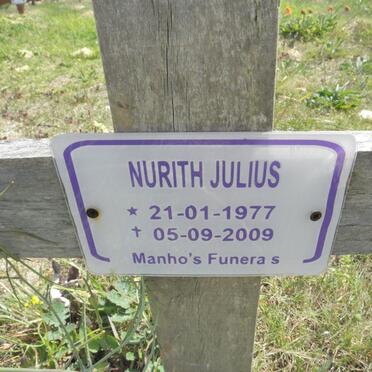 NURITH JULIUS
* 21-01-1977
✝ 05-09-2009
Manho's Funera s